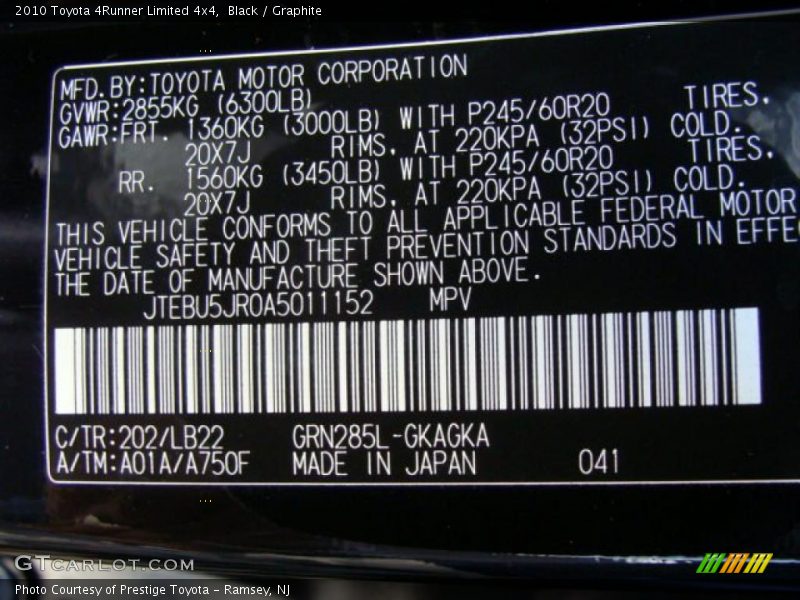 2010 Toyota 4Runner Limited 4x4, Black / Graphite
MFD.BY:TOYOTA MOTOR CORPORATION
GVWR:2855KG (6300LB)
GAWR:FRT. 1360KG (3000LB) WITH P245/60R20 TIRES,
20X7J RIMS, AT 220KPA (32PSI) COLD.
RR. 1560KG (3450LB) WITH P245/60R20 TIRES,
20X7J RIMS, AT 220KPA (32PSI) COLD.
THIS VEHICLE CONFORMS TO ALL APPLICABLE FEDERAL MOTOR
VEHICLE SAFETY AND THEFT PREVENTION STANDARDS IN EFFE
THE DATE OF MANUFACTURE SHOWN ABOVE.
JTEBU5JR0A5011152 MPV
C/TR:202/LB22 GRN285L-GKAGKA
A/TM:A01A/A750F MADE IN JAPAN 041
GTCARLOT.COM
Photo Courtesy of Prestige Toyota - Ramsey, NJ